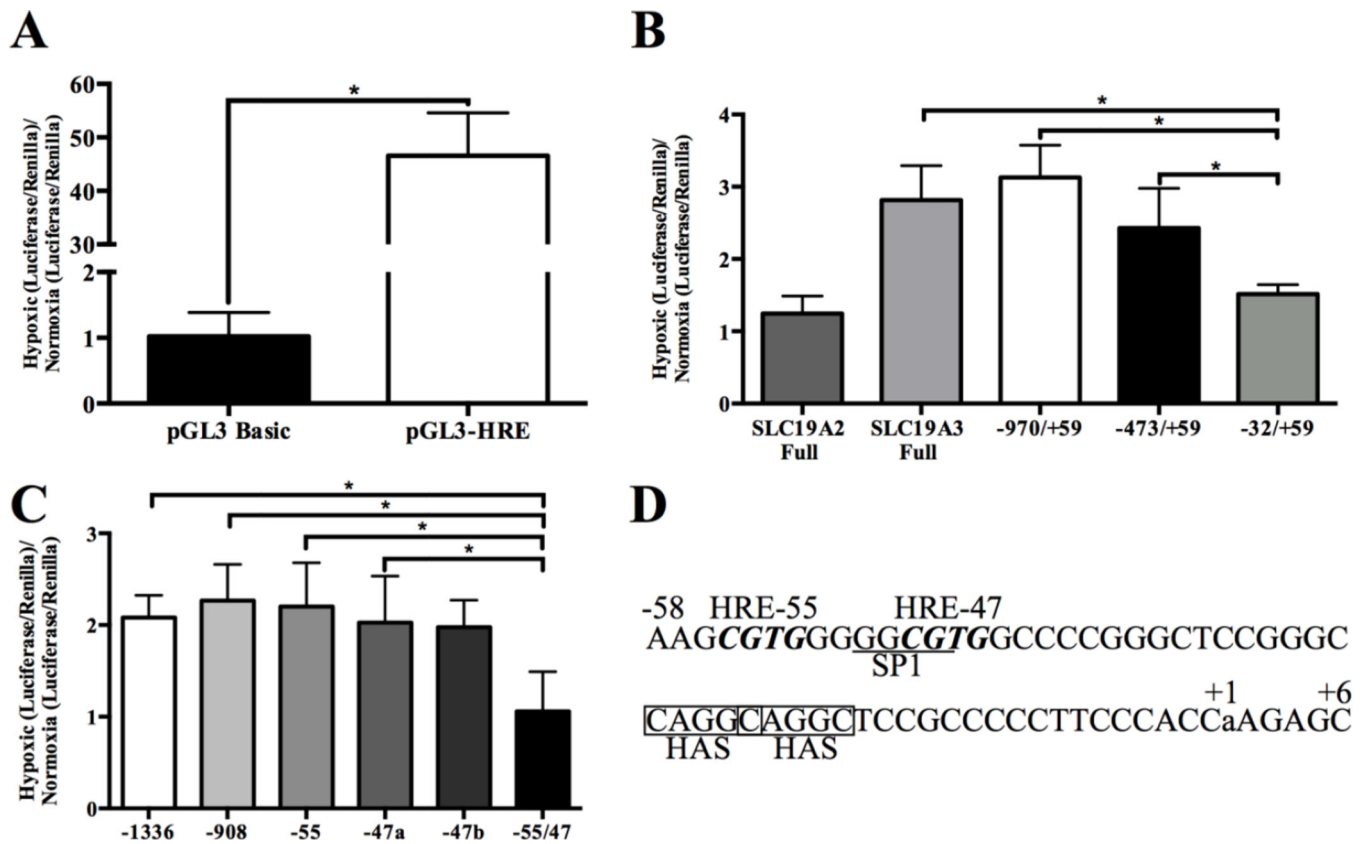 A
Hypoxic (Luciferase/Renilla)/
Normoxia (Luciferase/Renilla)
60
50
40
30
2
1
0
*
pGL3 Basic
pGL3-HRE
B
Hypoxic (Luciferase/Renilla)/
Normoxia (Luciferase/Renilla)
4
3
2
1
0
*
*
*
SLC19A2
Full
SLC19A3
Full
-970/+59
-473/+59
-32/+59
C
Hypoxic (Luciferase/Renilla)/
Normoxia (Luciferase/Renilla)
3
2
1
0
*
*
*
*
-1336
-908
-55
-47a
-47b
-55/47
D
-58 HRE-55 HRE-47
AAGCGTGGGGGGCGTGGCCCCGGGCTCCGGGC
SP1
+1 +6
CAGGCAGGCTCCGCCCCCTTCCCACCaAGAGC
HAS HAS